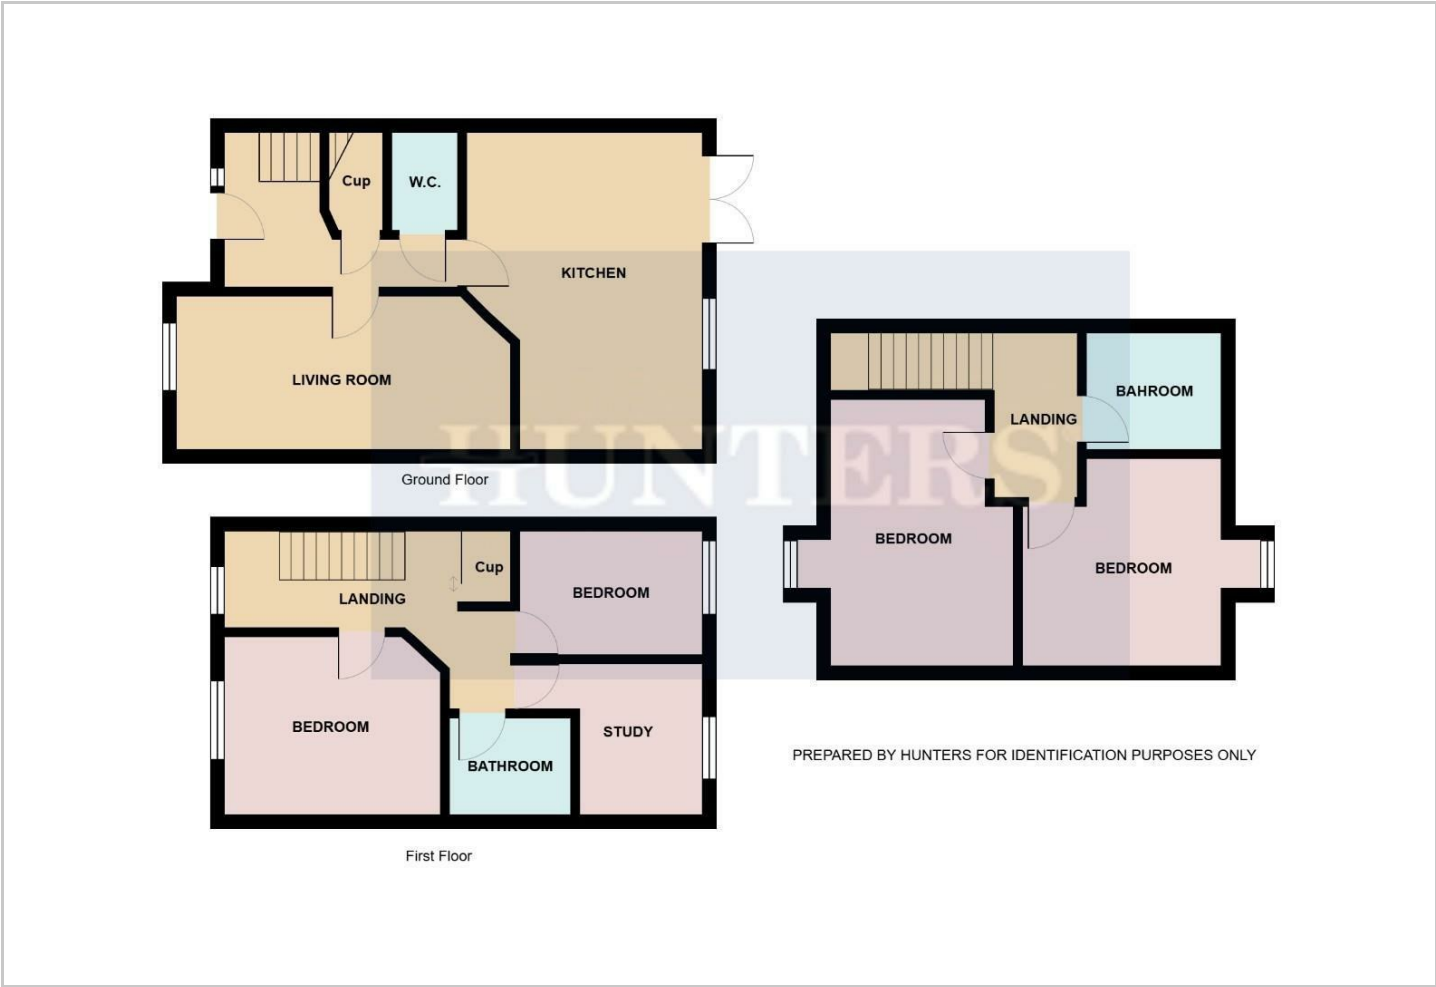 Cup
W.C.
KITCHEN
LIVING ROOM
Ground Floor
HUNTERS
BAHROOM
LANDING
BEDROOM
BEDROOM
Cup
BEDROOM
LANDING
BEDROOM
STUDY
BATHROOM
First Floor
PREPARED BY HUNTERS FOR IDENTIFICATION PURPOSES ONLY